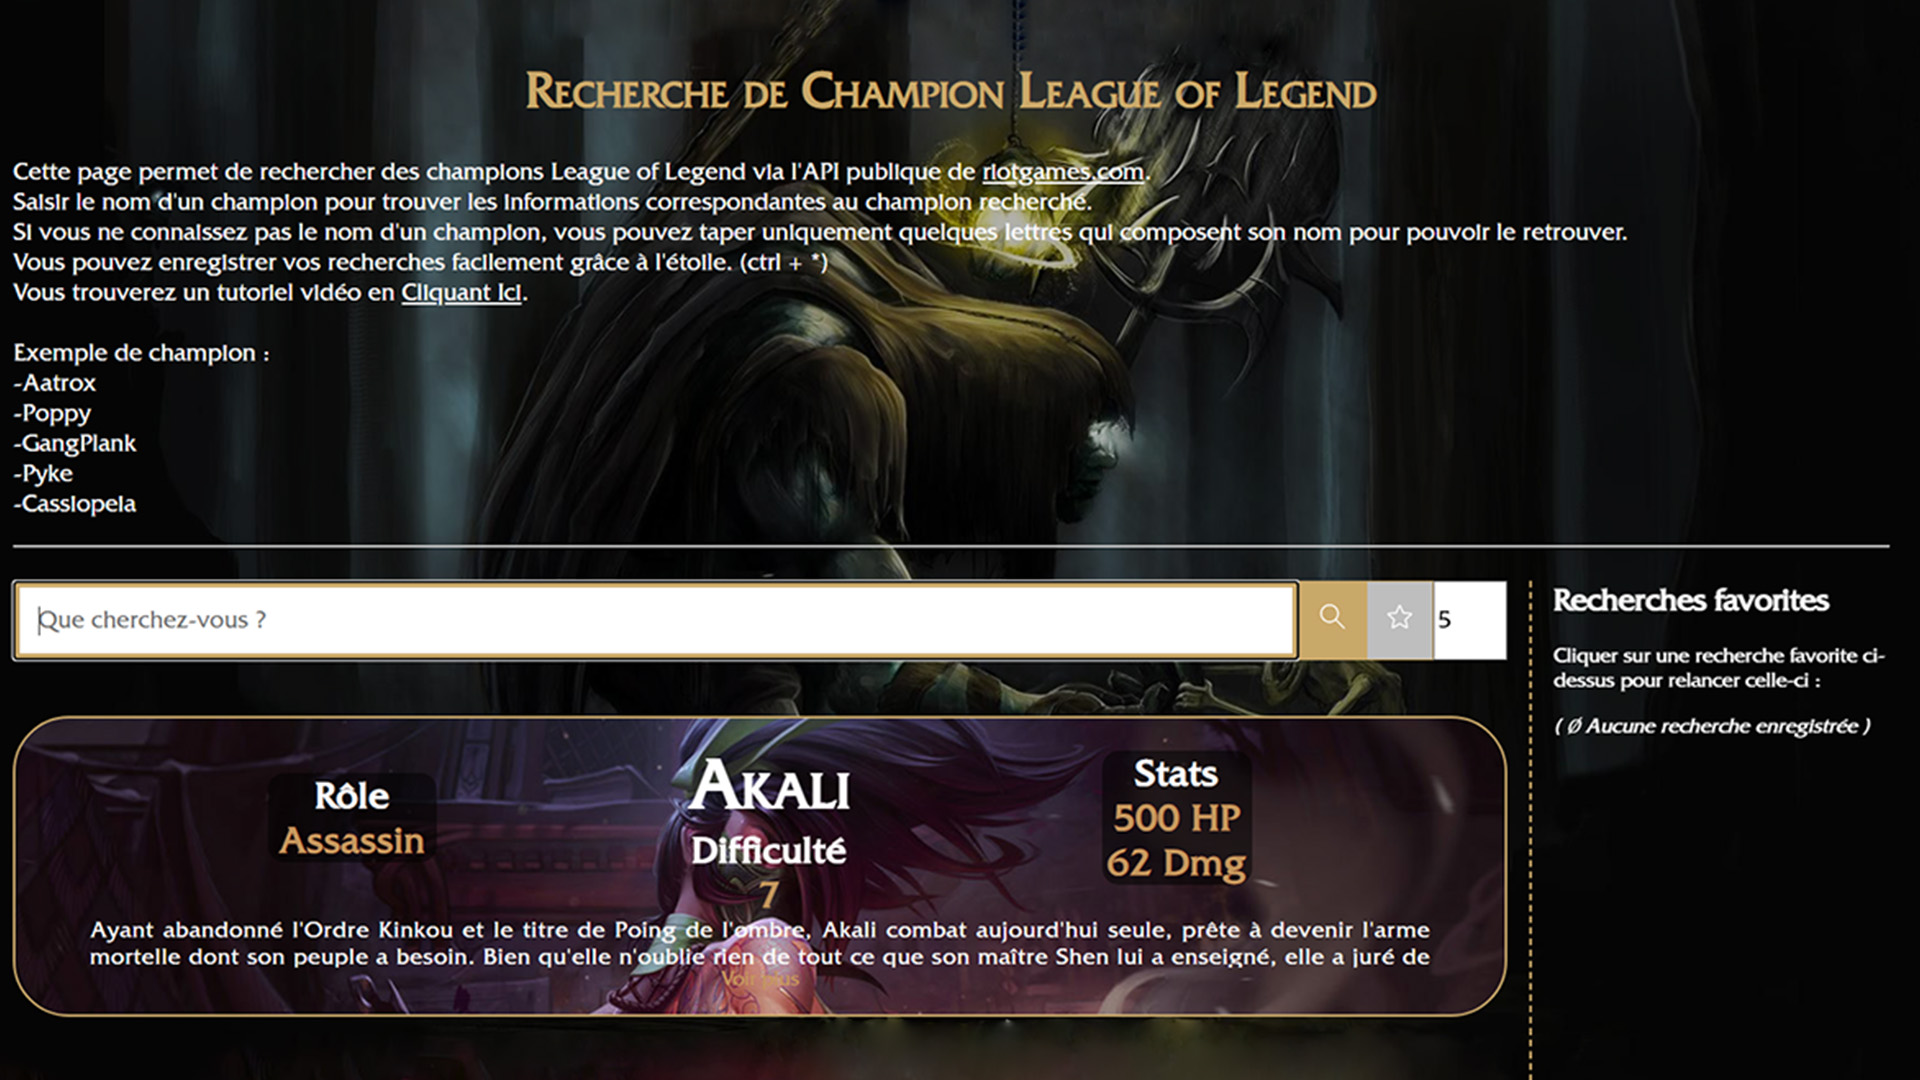 Recherche de Champion League of Legend
Cette page permet de rechercher des champions League of Legend via l'API publique de riotgames.com.
Saisir le nom d'un champion pour trouver les informations correspondantes au champion recherché.
Si vous ne connaissez pas le nom d'un champion, vous pouvez taper uniquement quelques lettres qui composent son nom pour pouvoir le retrouver.
Vous pouvez enregistrer vos recherches facilement grâce à l'étoile. (ctrl + *)
Vous trouverez un tutoriel vidéo en Cliquant ici.
Exemple de champion :
-Aatrox
-Poppy
-GangPlank
-Pyke
-Cassiopeia
Que cherchez-vous ?
5
Recherches favorites
Cliquer sur une recherche favorite ci-
dessus pour relancer celle-ci :
( Ø Aucune recherche enregistrée )
Rôle
Assassin
Akali
Difficulté
7
Stats
500 HP
62 Dmg
Ayant abandonné l'Ordre Kinkou et le titre de Poing de l'ombre, Akali combat aujourd'hui seule, prête à devenir l'arme
mortelle dont son peuple a besoin. Bien qu'elle n'oublie rien de tout ce que son maître Shen lui a enseigné, elle a juré de
Voir plus